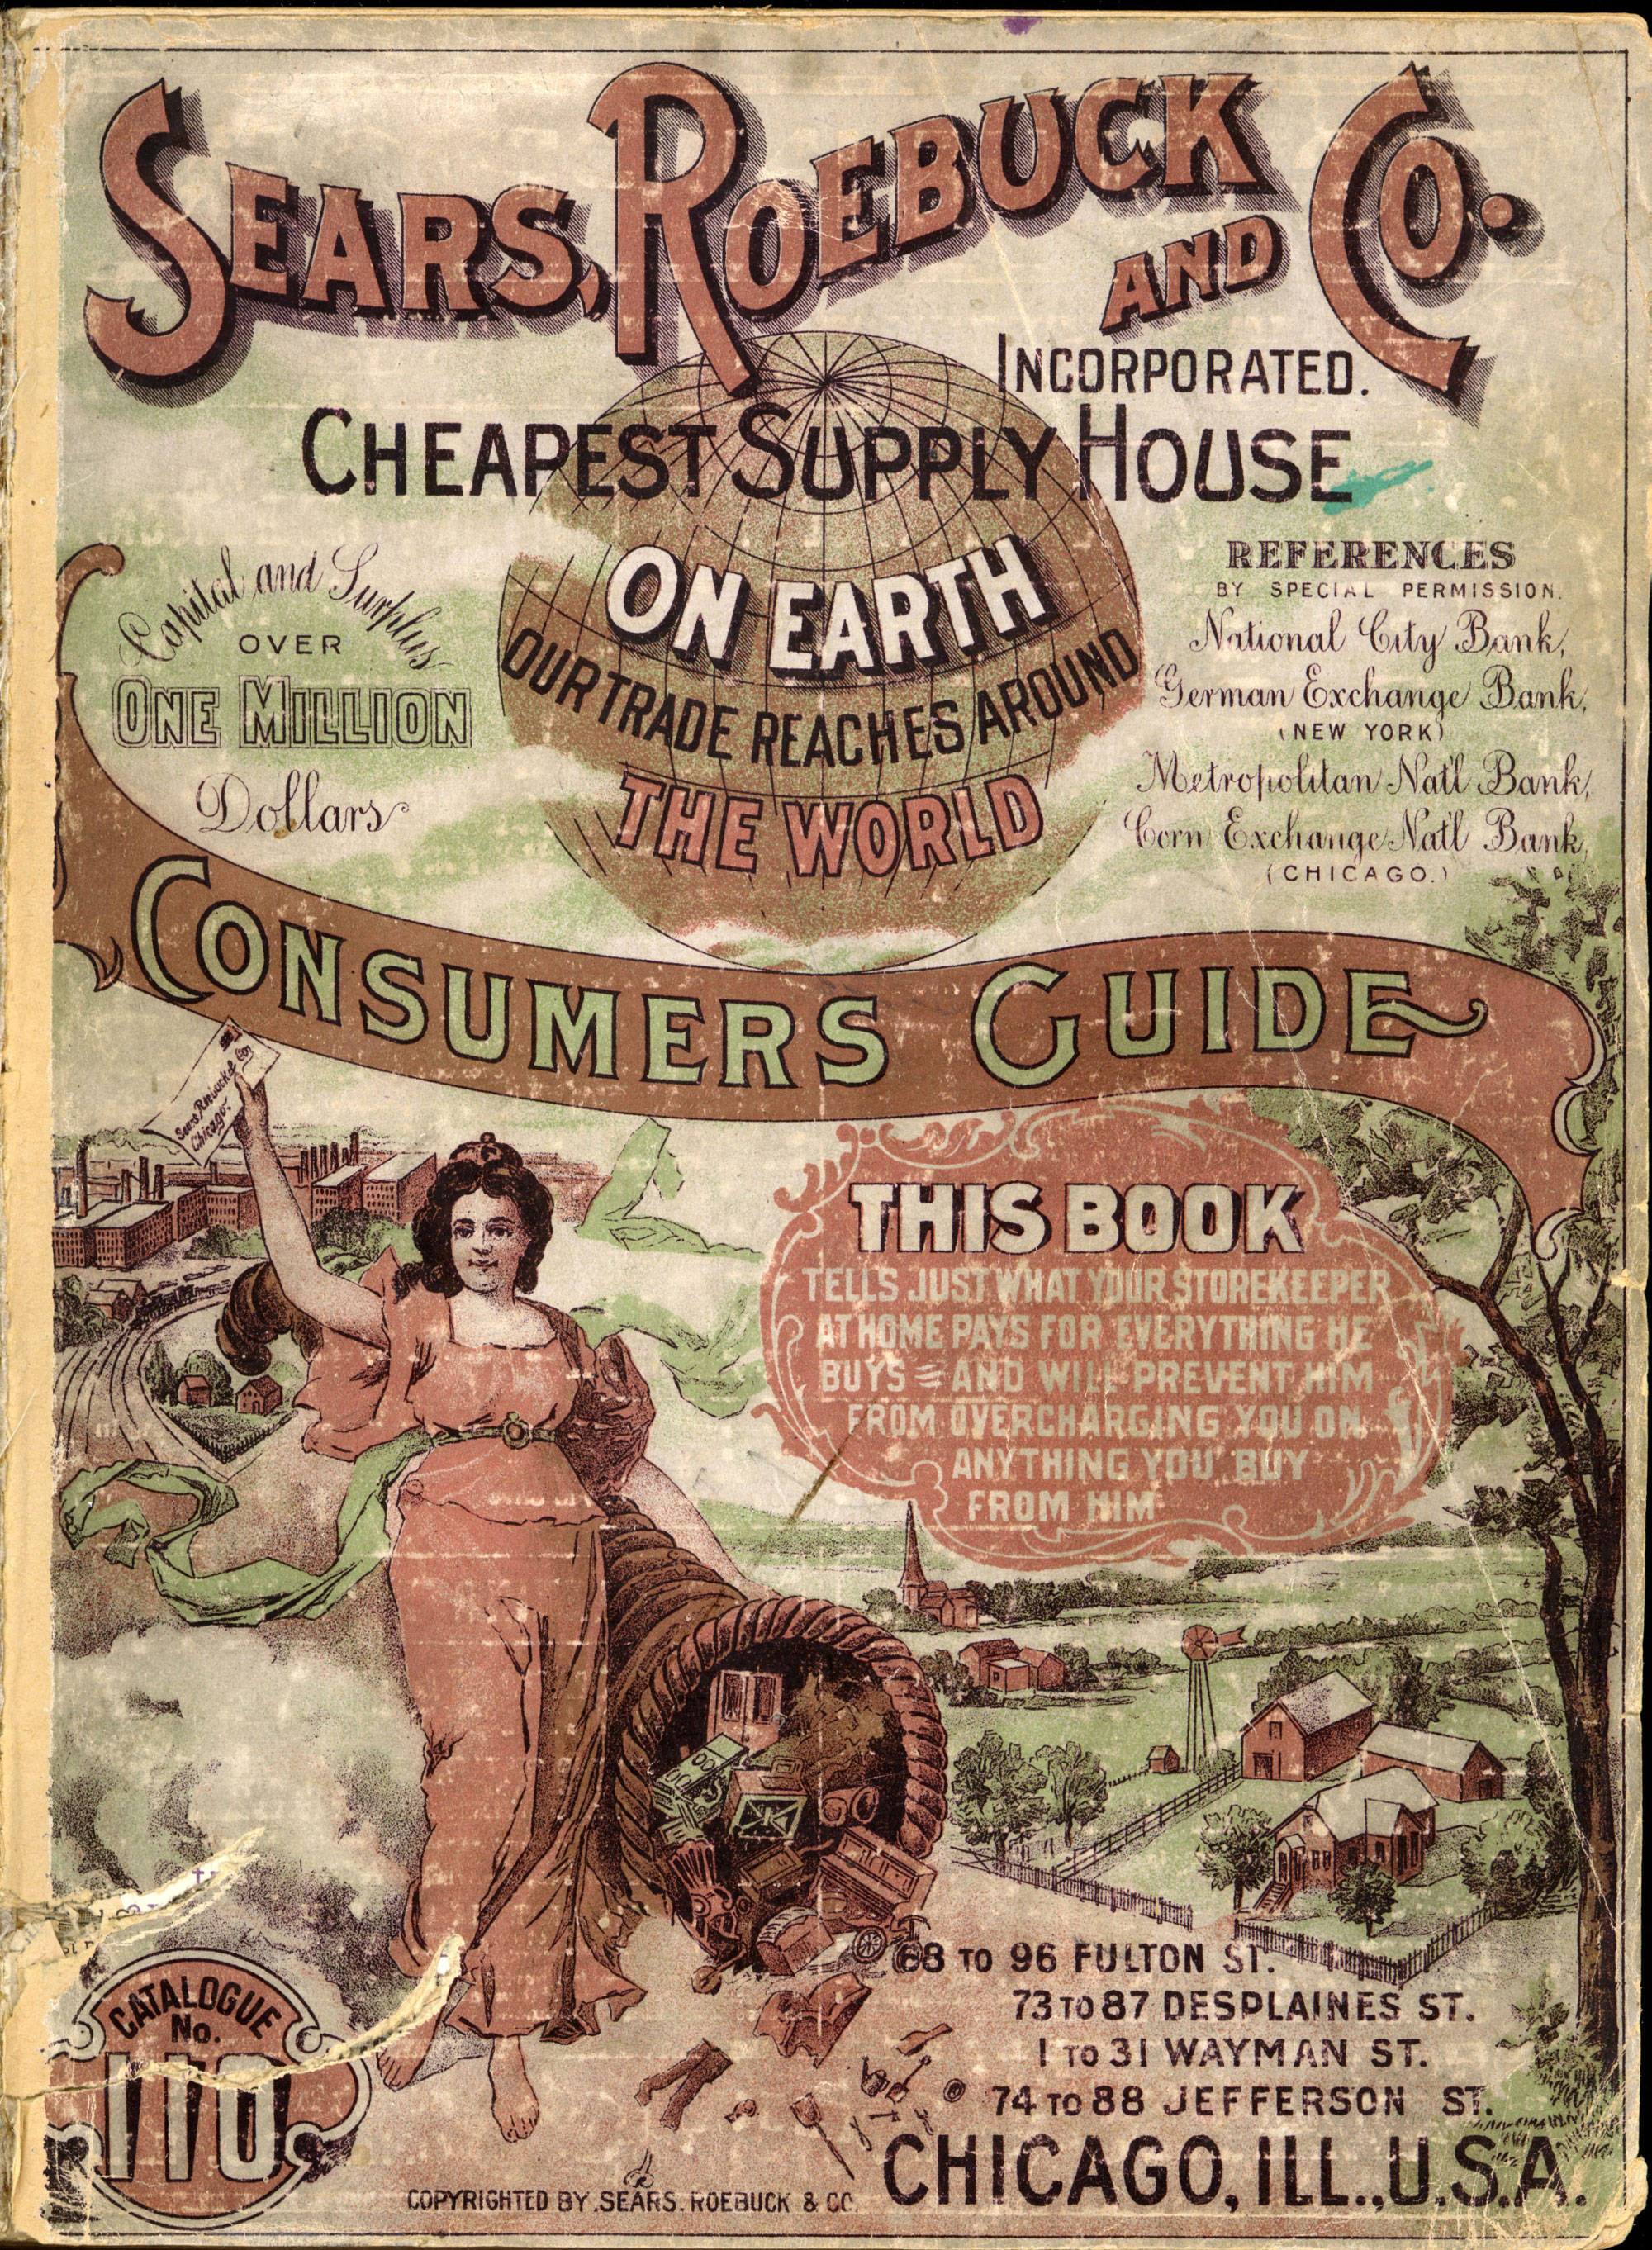 SEARS, ROEBUCK AND CO.
INCORPORATED.
CHEAPEST SUPPLY HOUSE
ON EARTH
OUR TRADE REACHES AROUND
THE WORLD
Capital and Surplus
OVER
ONE MILLION
Dollars
REFERENCES
BY SPECIAL PERMISSION.
National City Bank,
German Exchange Bank,
(NEW YORK)
Metropolitan Nat'l Bank,
Corn Exchange Nat'l Bank,
(CHICAGO.)
CONSUMERS GUIDE
Sears Roebuck & Co.
Chicago.
THIS BOOK
TELLS JUST WHAT YOUR STOREKEEPER
AT HOME PAYS FOR EVERYTHING HE
BUYS = AND WILL PREVENT HIM
FROM OVERCHARGING YOU ON
ANYTHING YOU BUY
FROM HIM
68 TO 96 FULTON ST.
73 TO 87 DESPLAINES ST.
1 TO 31 WAYMAN ST.
74 TO 88 JEFFERSON ST.
CHICAGO, ILL., U.S.A.
CATALOGUE
No.
110
COPYRIGHTED BY SEARS, ROEBUCK & CO.